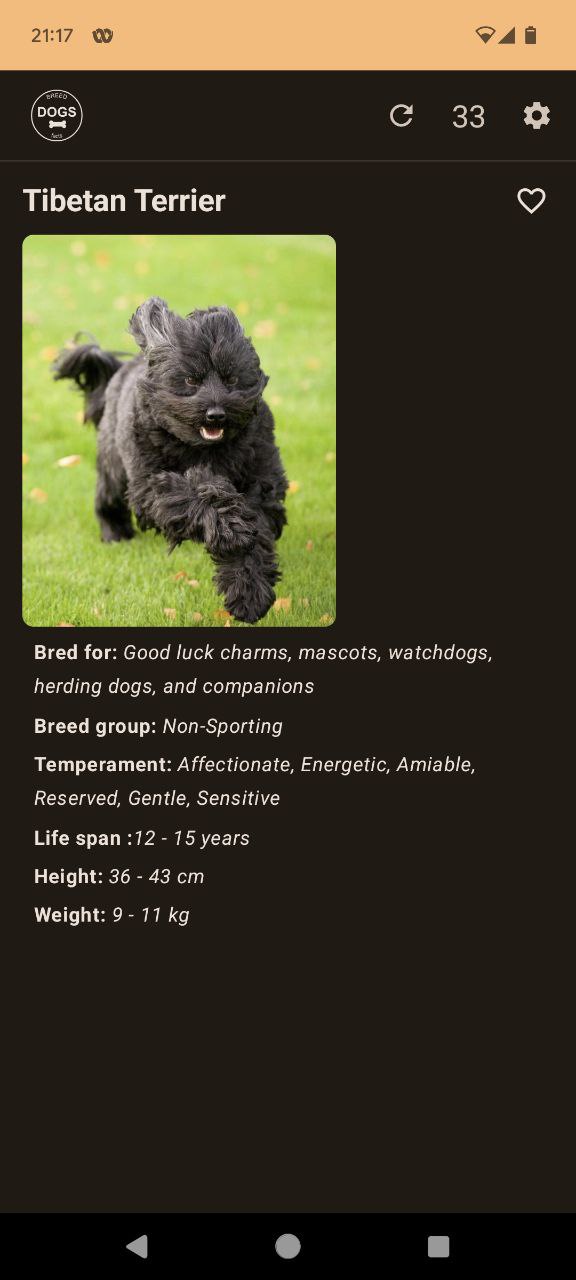 21:17
BREED
DOGS
facts
33
Tibetan Terrier
Bred for: Good luck charms, mascots, watchdogs,
herding dogs, and companions
Breed group: Non-Sporting
Temperament: Affectionate, Energetic, Amiable,
Reserved, Gentle, Sensitive
Life span :12 - 15 years
Height: 36 - 43 cm
Weight: 9 - 11 kg